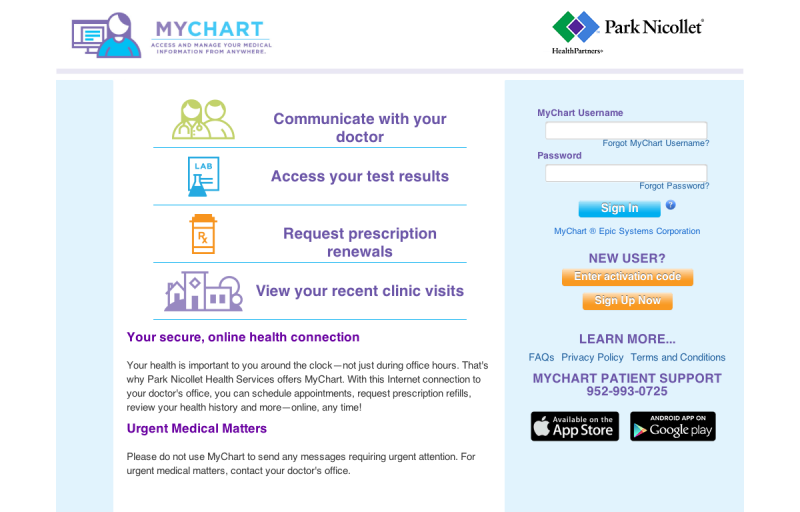 MYCHART
ACCESS AND MANAGE YOUR MEDICAL
INFORMATION FROM ANYWHERE.
HealthPartners®
Park Nicollet®
Communicate with your
doctor
LAB
Access your test results
Rx
Request prescription
renewals
View your recent clinic visits
Your secure, online health connection
Your health is important to you around the clock—not just during office hours. That's
why Park Nicollet Health Services offers MyChart. With this Internet connection to
your doctor's office, you can schedule appointments, request prescription refills,
review your health history and more—online, any time!
Urgent Medical Matters
Please do not use MyChart to send any messages requiring urgent attention. For
urgent medical matters, contact your doctor's office.
MyChart Username
Forgot MyChart Username?
Password
Forgot Password?
Sign In
?
MyChart ® Epic Systems Corporation
NEW USER?
Enter activation code
Sign Up Now
LEARN MORE...
FAQs Privacy Policy Terms and Conditions
MYCHART PATIENT SUPPORT
952-993-0725
Available on the
App Store
ANDROID APP ON
Google play